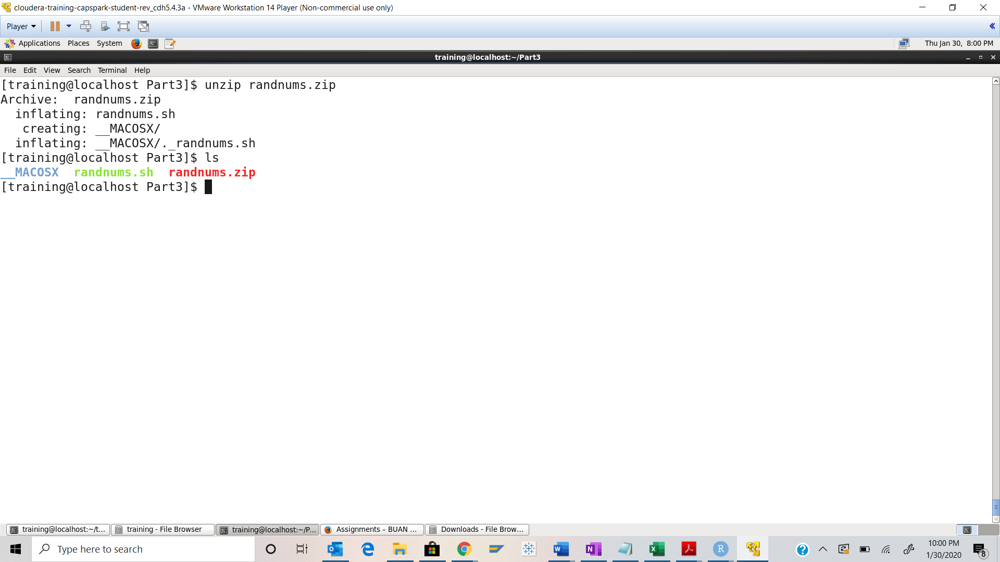 cloudera-training-capspark-student-rev_cdh5.4.3a - VMware Workstation 14 Player (Non-commercial use only)
Player
Applications Places System Thu Jan 30, 8:00 PM
training@localhost:~/Part3
File Edit View Search Terminal Help
[training@localhost Part3]$ unzip randnums.zip
Archive:  randnums.zip
  inflating: randnums.sh
   creating: __MACOSX/
  inflating: __MACOSX/._randnums.sh
[training@localhost Part3]$ ls
__MACOSX  randnums.sh  randnums.zip
[training@localhost Part3]$
training@localhost:~/t... training - File Browser training@localhost:~/P... Assignments – BUAN ... Downloads - File Brow...
Type here to search
10:00 PM
1/30/2020
8